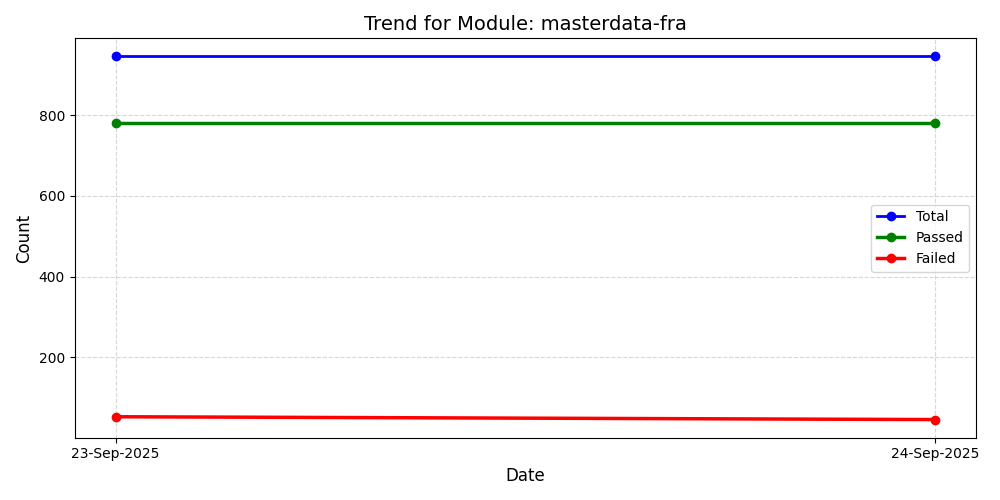 Trend for Module: masterdata-fra
Count
800
600
400
200
Total
Passed
Failed
23-Sep-2025
24-Sep-2025
Date